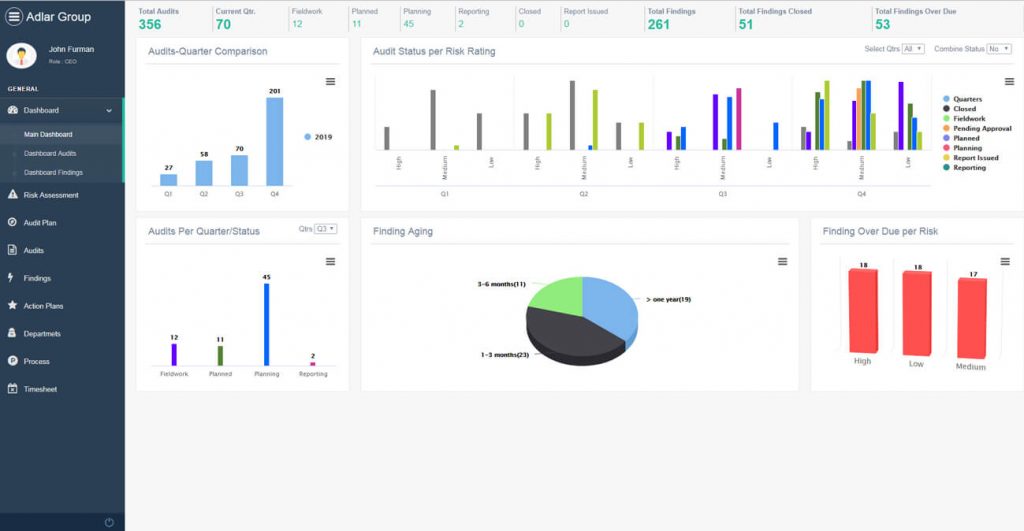 Adlar Group
John Furman
Role : CEO
GENERAL
Dashboard
Main Dashboard
Dashboard Audits
Dashboard Findings
Risk Assessment
Audit Plan
Audits
Findings
Action Plans
Departmets
Process
Timesheet
Total Audits Current Qtr. Fieldwork Planned Planning Reporting Closed Report Issued Total Findings Total Findings Closed Total Findings Over Due
356 70 12 11 45 2 0 0 261 51 53
Audits-Quarter Comparison
201
27 58 70
2019
Q1 Q2 Q3 Q4
Audit Status per Risk Rating
Select Qtrs All Combine Status No
Quarters
Closed
Fieldwork
Pending Approval
Planned
Planning
Report Issued
Reporting
High Medium Low High Medium Low High Medium Low High Medium Low
Q1 Q2 Q3 Q4
Audits Per Quarter/Status
Qtrs Q3
45
12 11 2
Fieldwork Planned Planning Reporting
Finding Aging
3-6 months(11)
> one year(19)
1-3 months(23)
Finding Over Due per Risk
18 18 17
High Low Medium